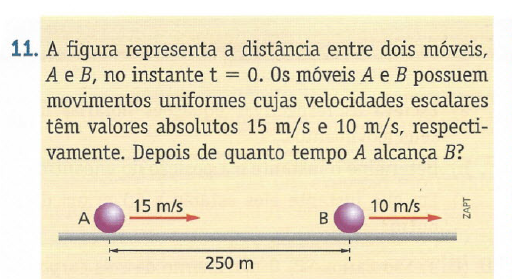 11. A figura representa a distância entre dois móveis,
A e B, no instante t = 0. Os móveis A e B possuem
movimentos uniformes cujas velocidades escalares
têm valores absolutos 15 m/s e 10 m/s, respecti-
vamente. Depois de quanto tempo A alcança B?
15 m/s
10 m/s
A
B
ZAPT
250 m